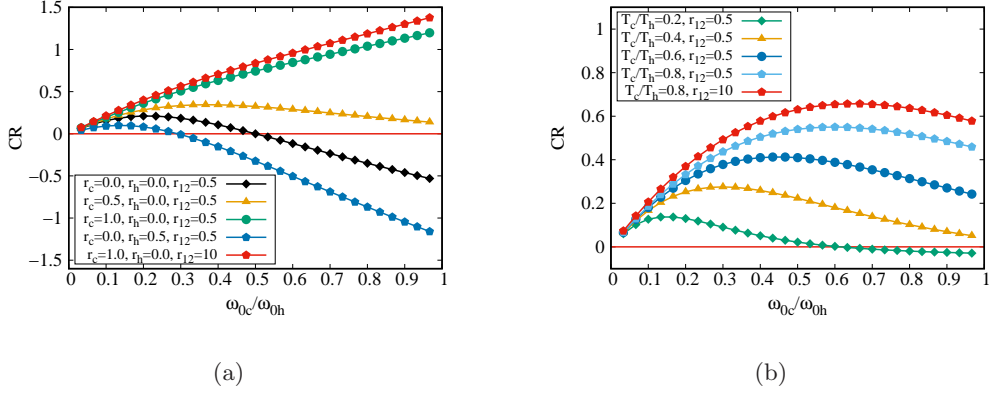 1.5
1
0.5
0
−0.5
−1
−1.5
CR
r_c=0.0, r_h=0.0, r_12=0.5
r_c=0.5, r_h=0.0, r_12=0.5
r_c=1.0, r_h=0.0, r_12=0.5
r_c=0.0, r_h=0.5, r_12=0.5
r_c=1.0, r_h=0.0, r_12=10
0 0.1 0.2 0.3 0.4 0.5 0.6 0.7 0.8 0.9 1
ω_0c/ω_0h
(a)
1
0.8
0.6
0.4
0.2
0
CR
T_c/T_h=0.2, r_12=0.5
T_c/T_h=0.4, r_12=0.5
T_c/T_h=0.6, r_12=0.5
T_c/T_h=0.8, r_12=0.5
T_c/T_h=0.8, r_12=10
0 0.1 0.2 0.3 0.4 0.5 0.6 0.7 0.8 0.9 1
ω_0c/ω_0h
(b)